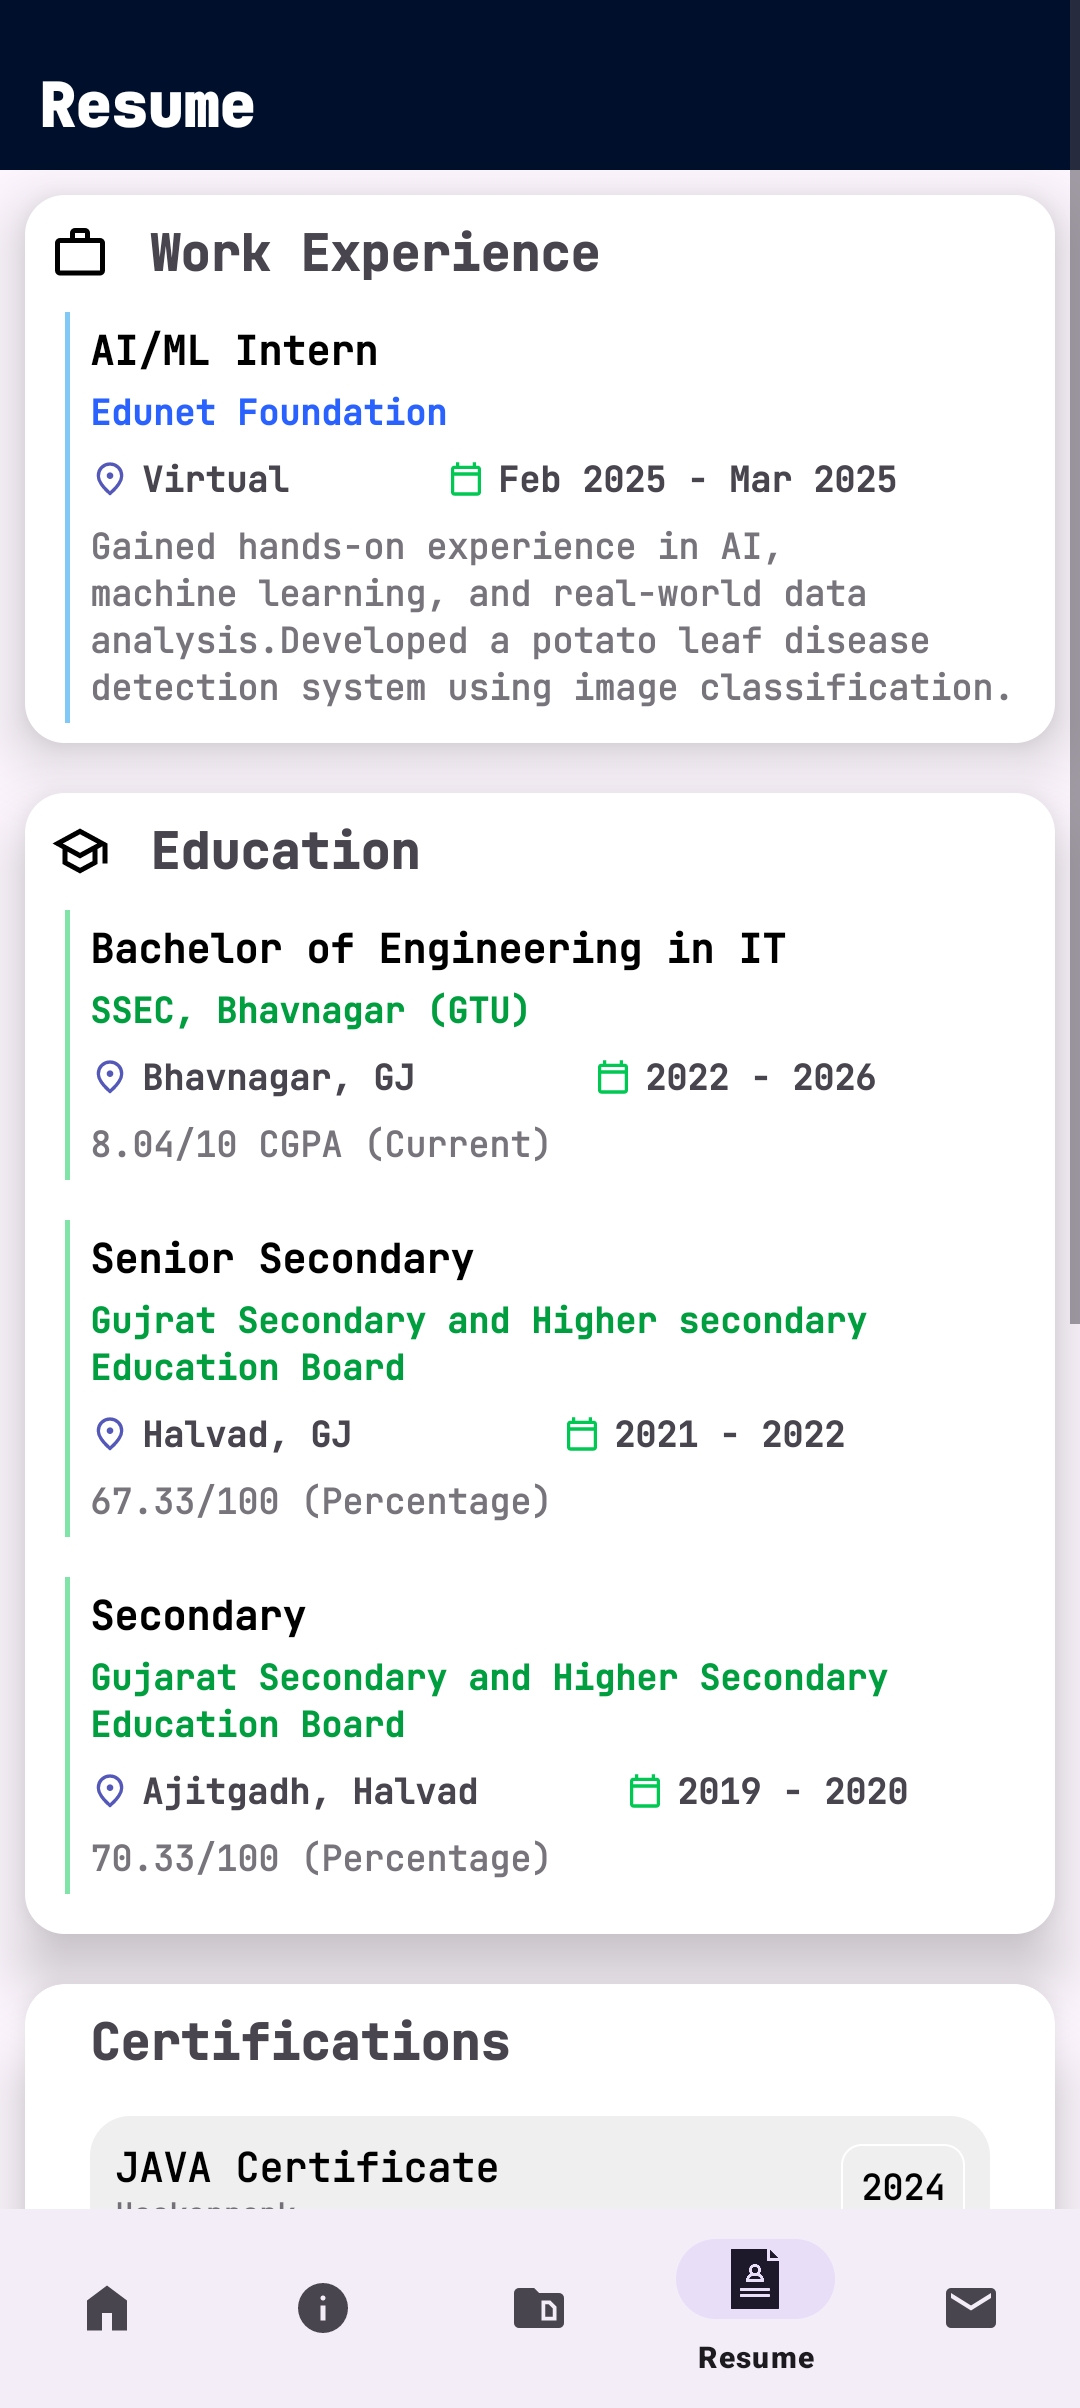 Resume
Work Experience
AI/ML Intern
Edunet Foundation
Virtual
Feb 2025 - Mar 2025
Gained hands-on experience in AI,
machine learning, and real-world data
analysis.Developed a potato leaf disease
detection system using image classification.
Education
Bachelor of Engineering in IT
SSEC, Bhavnagar (GTU)
Bhavnagar, GJ
2022 - 2026
8.04/10 CGPA (Current)
Senior Secondary
Gujrat Secondary and Higher secondary
Education Board
Halvad, GJ
2021 - 2022
67.33/100 (Percentage)
Secondary
Gujarat Secondary and Higher Secondary
Education Board
Ajitgadh, Halvad
2019 - 2020
70.33/100 (Percentage)
Certifications
JAVA Certificate
2024
Resume